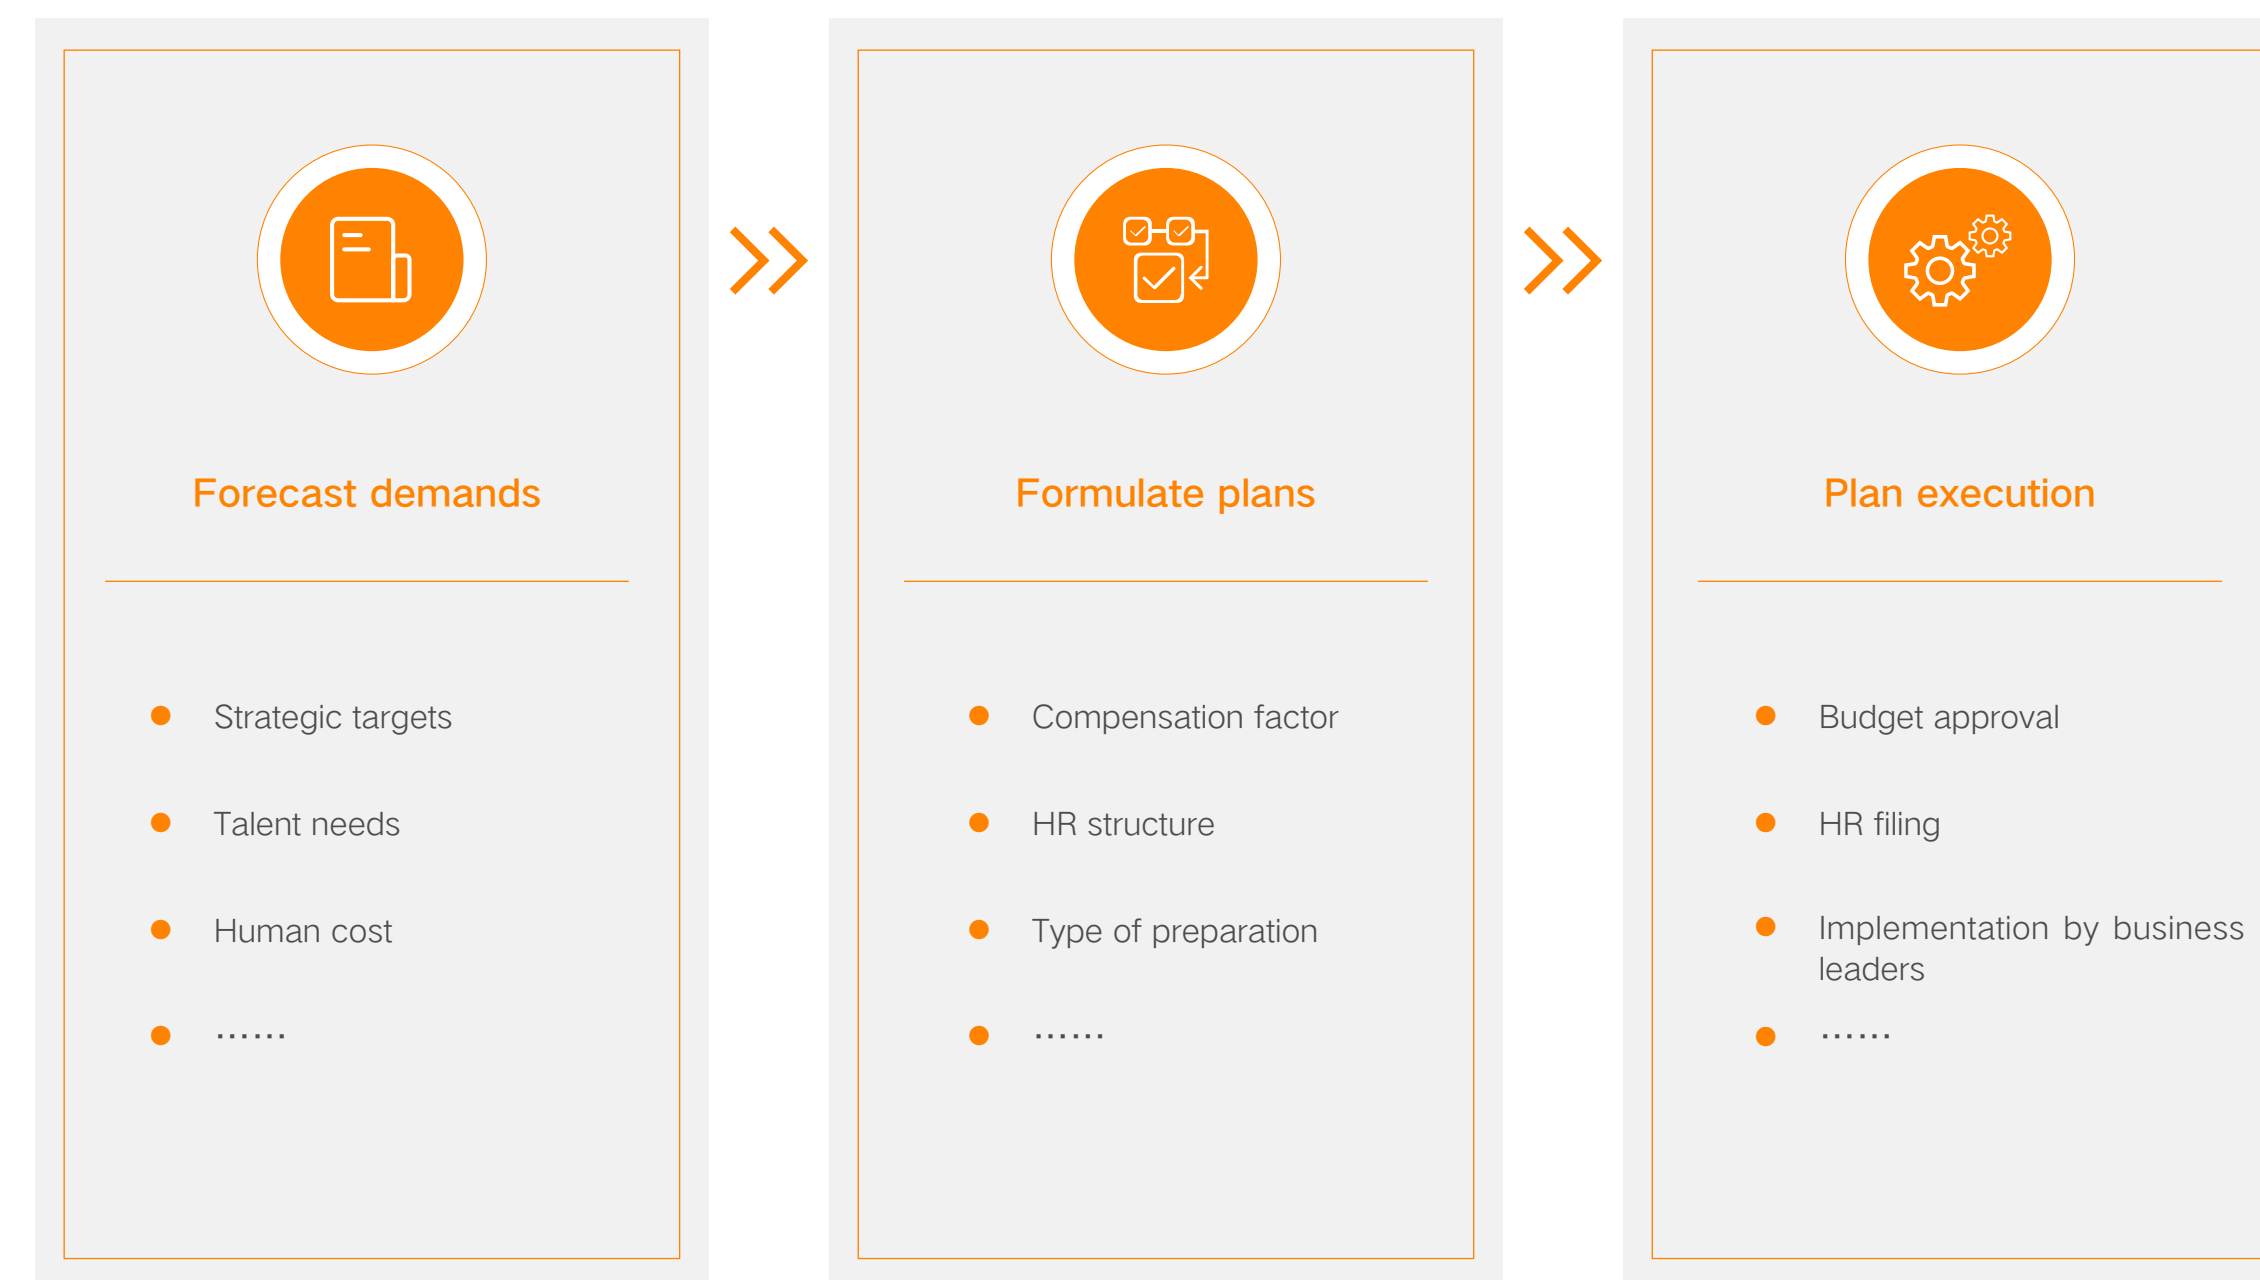 Forecast demands
Strategic targets
Talent needs
Human cost
……
Formulate plans
Compensation factor
HR structure
Type of preparation
……
Plan execution
Budget approval
HR filing
Implementation by business
leaders
……